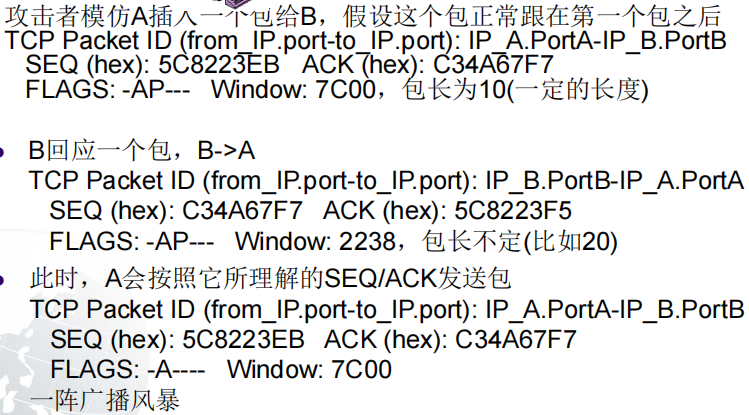 攻击者模仿A插入一个包给B，假设这个包正常跟在第一个包之后
TCP Packet ID (from_IP.port-to_IP.port): IP_A.PortA-IP_B.PortB
SEQ (hex): 5C8223EB ACK (hex): C34A67F7
FLAGS: -AP--- Window: 7C00，包长为10(一定的长度)
B回应一个包，B->A
TCP Packet ID (from_IP.port-to_IP.port): IP_B.PortB-IP_A.PortA
SEQ (hex): C34A67F7 ACK (hex): 5C8223F5
FLAGS: -AP--- Window: 2238，包长不定(比如20)
此时，A会按照它所理解的SEQ/ACK发送包
TCP Packet ID (from_IP.port-to_IP.port): IP_A.PortA-IP_B.PortB
SEQ (hex): 5C8223EB ACK (hex): C34A67F7
FLAGS: -A---- Window: 7C00
一阵广播风暴